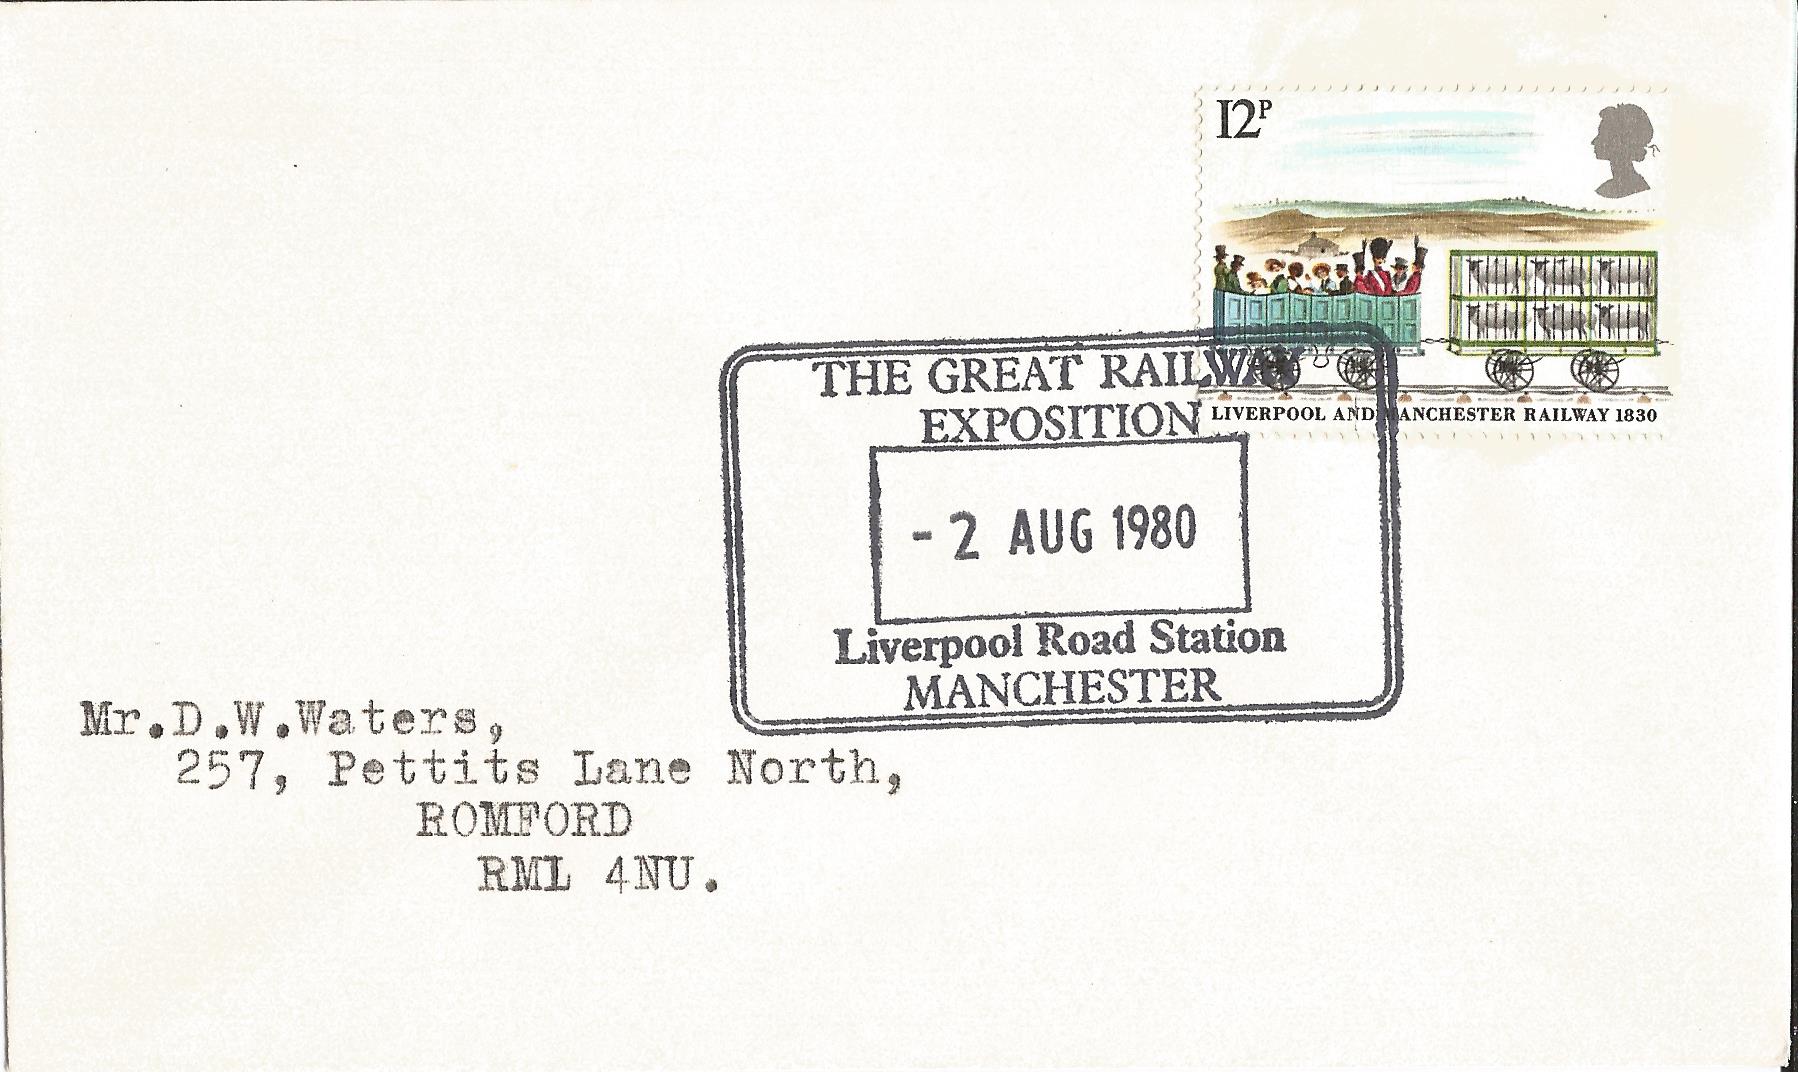 12P
LIVERPOOL AND MANCHESTER RAILWAY 1830
THE GREAT RAILWAY
EXPOSITION
- 2 AUG 1980
Liverpool Road Station
MANCHESTER
Mr.D.W.Waters,
257, Pettits Lane North,
ROMFORD
RML 4NU.